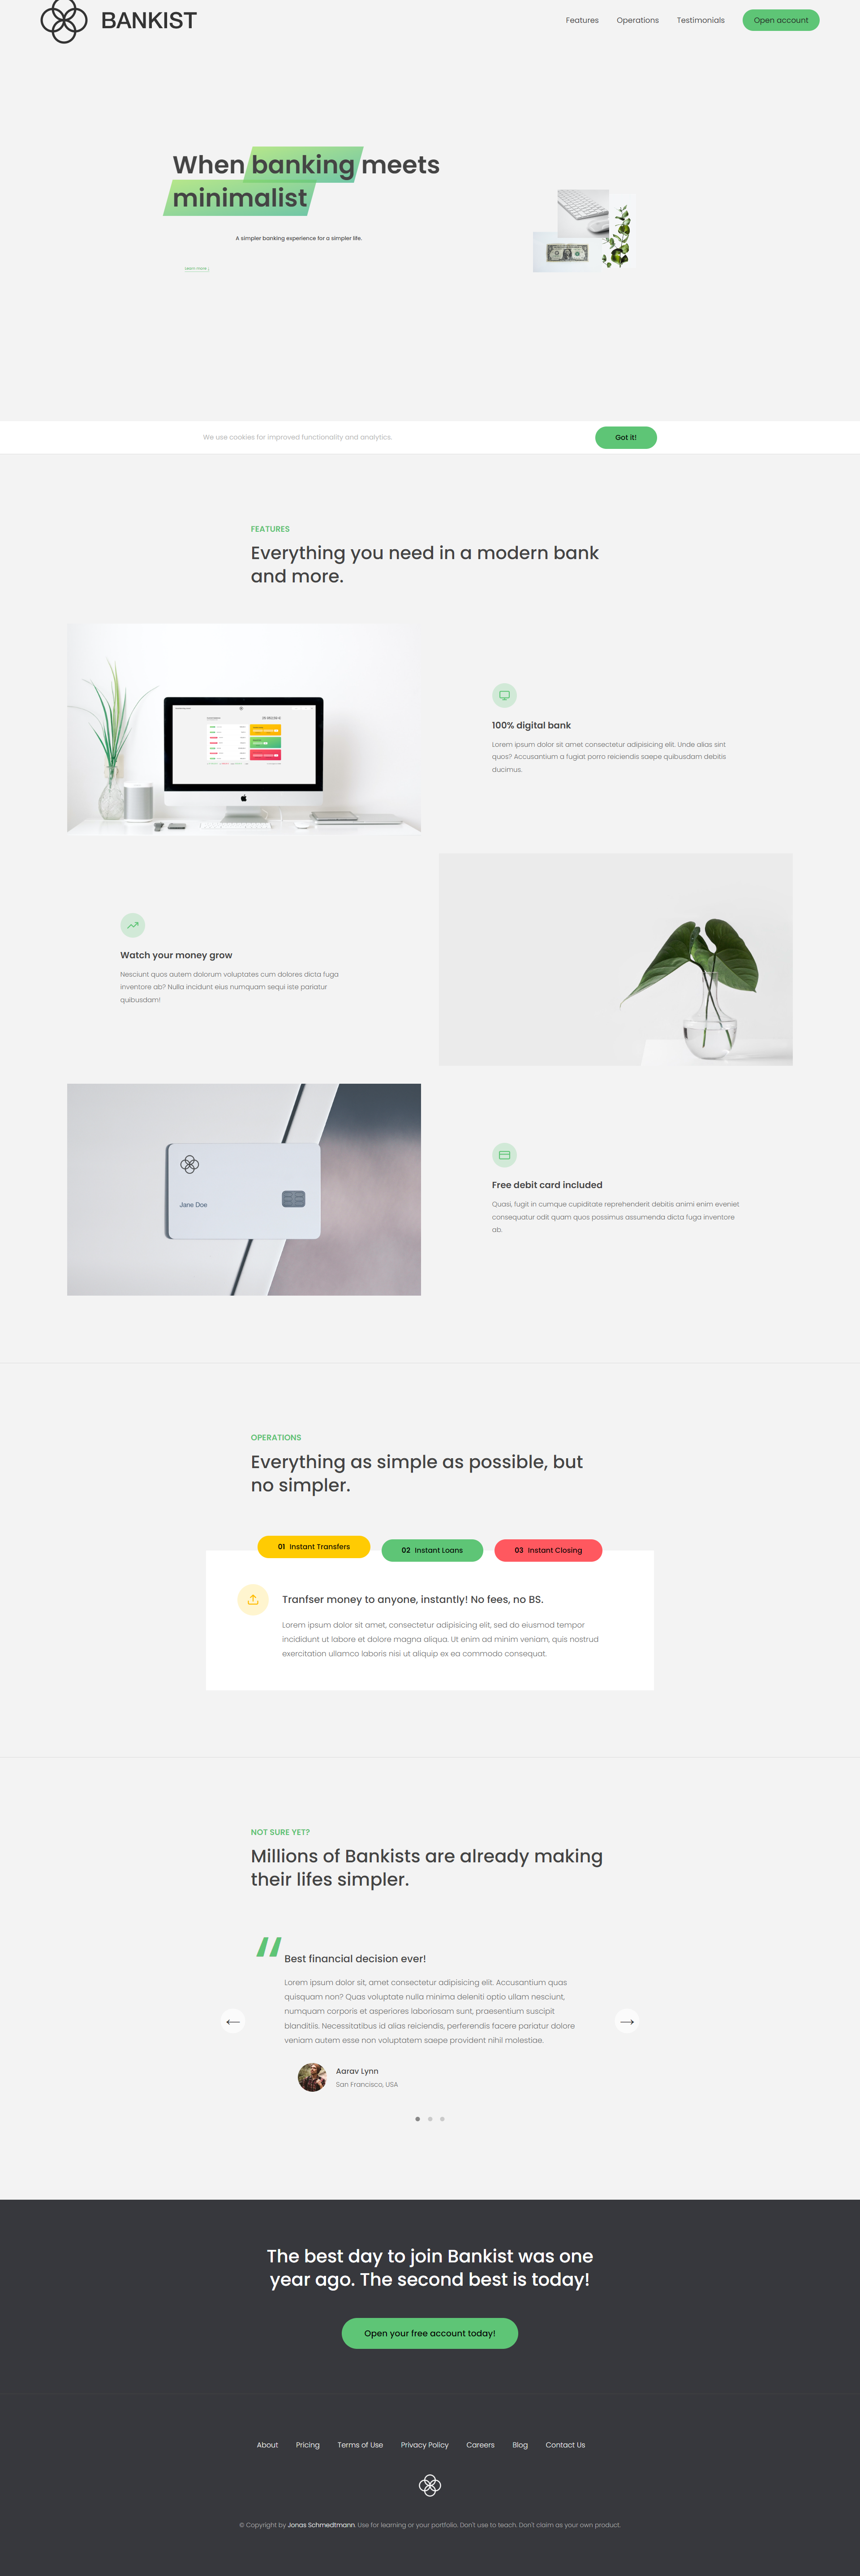 BANKIST
Features
Operations
Testimonials
Open account
When banking meets
minimalist
A simpler banking experience for a simpler life.
Learn more ↓
We use cookies for improved functionality and analytics.
Got it!
FEATURES
Everything you need in a modern bank
and more.
100% digital bank
Lorem ipsum dolor sit amet consectetur adipisicing elit. Unde alias sint
quos? Accusantium a fugiat porro reiciendis saepe quibusdam debitis
ducimus.
Watch your money grow
Nesciunt quos autem dolorum voluptates cum dolores dicta fuga
inventore ab? Nulla incidunt eius numquam sequi iste pariatur
quibusdam!
Jane Doe
Free debit card included
Quasi, fugit in cumque cupiditate reprehenderit debitis animi enim eveniet
consequatur odit quam quos possimus assumenda dicta fuga inventore
ab.
OPERATIONS
Everything as simple as possible, but
no simpler.
01 Instant Transfers
02 Instant Loans
03 Instant Closing
Tranfser money to anyone, instantly! No fees, no BS.
Lorem ipsum dolor sit amet, consectetur adipisicing elit, sed do eiusmod tempor
incididunt ut labore et dolore magna aliqua. Ut enim ad minim veniam, quis nostrud
exercitation ullamco laboris nisi ut aliquip ex ea commodo consequat.
NOT SURE YET?
Millions of Bankists are already making
their lifes simpler.
“
Best financial decision ever!
Lorem ipsum dolor sit, amet consectetur adipisicing elit. Accusantium quas
quisquam non? Quas voluptate nulla minima deleniti optio ullam nesciunt,
numquam corporis et asperiores laboriosam sunt, praesentium suscipit
blanditiis. Necessitatibus id alias reiciendis, perferendis facere pariatur dolore
veniam autem esse non voluptatem saepe provident nihil molestiae.
←
→
Aarav Lynn
San Francisco, USA
The best day to join Bankist was one
year ago. The second best is today!
Open your free account today!
About
Pricing
Terms of Use
Privacy Policy
Careers
Blog
Contact Us
© Copyright by Jonas Schmedtmann. Use for learning or your portfolio. Don't use to teach. Don't claim as your own product.